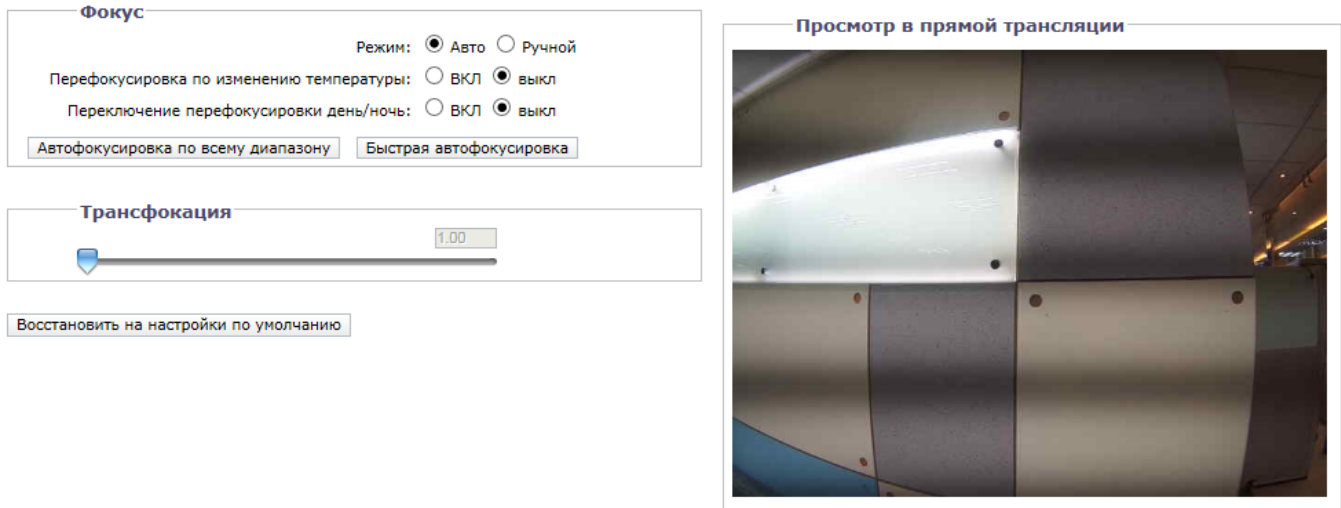 Фокус
Режим: Авто Ручной
Перефокусировка по изменению температуры: ВКЛ выкл
Переключение перефокусировки день/ночь: ВКЛ выкл
Автофокусировка по всему диапазону Быстрая автофокусировка
Трансфокация
1.00
Восстановить на настройки по умолчанию
Просмотр в прямой трансляции